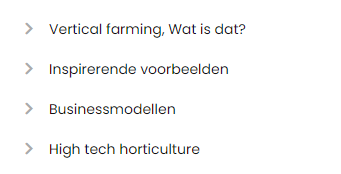 Vertical farming, Wat is dat?
Inspirerende voorbeelden
Businessmodellen
High tech horticulture